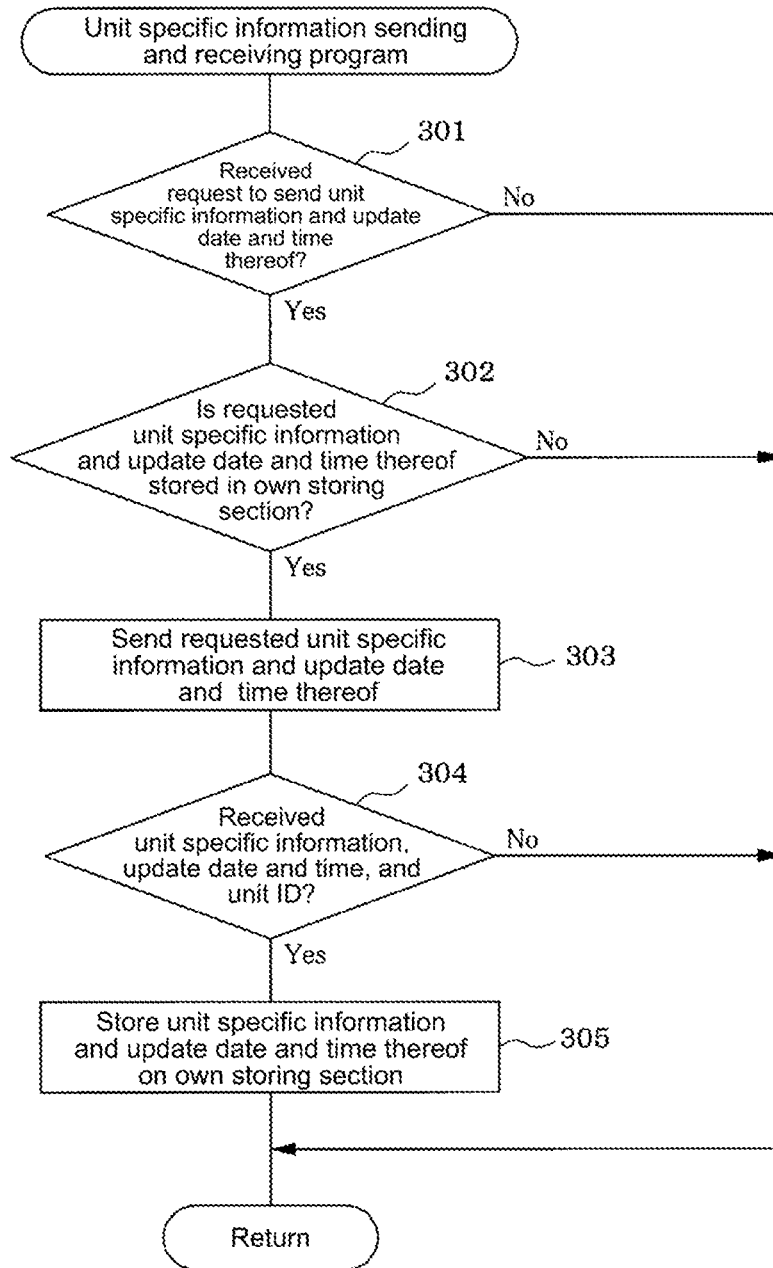 Unit specific information sending
and receiving program
301
Received
request to send unit
specific information and update
date and time
thereof?
No
Yes
302
Is requested
unit specific information
and update date and time thereof
stored in own storing
section?
No
Yes
Send requested unit specific
information and update date
and time thereof
303
304
Received
unit specific information,
update date and time, and
unit ID?
No
Yes
Store unit specific information
and update date and time thereof
on own storing section
305
Return